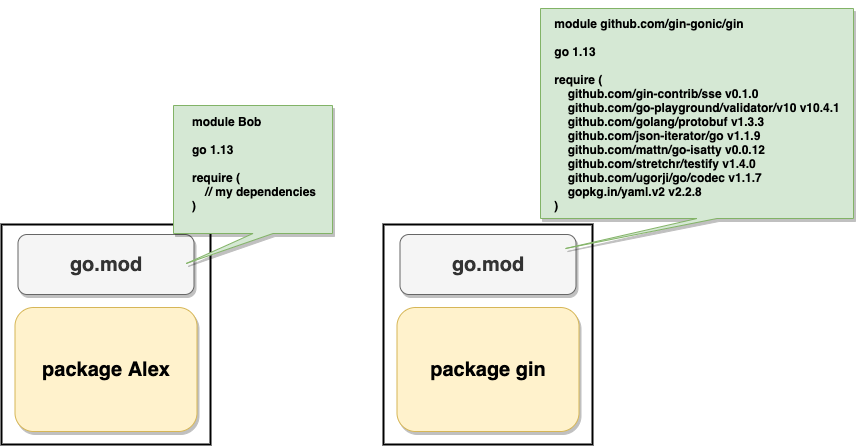 module Bob
go 1.13
require (
// my dependencies
)
go.mod
package Alex
module github.com/gin-gonic/gin
go 1.13
require (
github.com/gin-contrib/sse v0.1.0
github.com/go-playground/validator/v10 v10.4.1
github.com/golang/protobuf v1.3.3
github.com/json-iterator/go v1.1.9
github.com/mattn/go-isatty v0.0.12
github.com/stretchr/testify v1.4.0
github.com/ugorji/go/codec v1.1.7
gopkg.in/yaml.v2 v2.2.8
)
go.mod
package gin